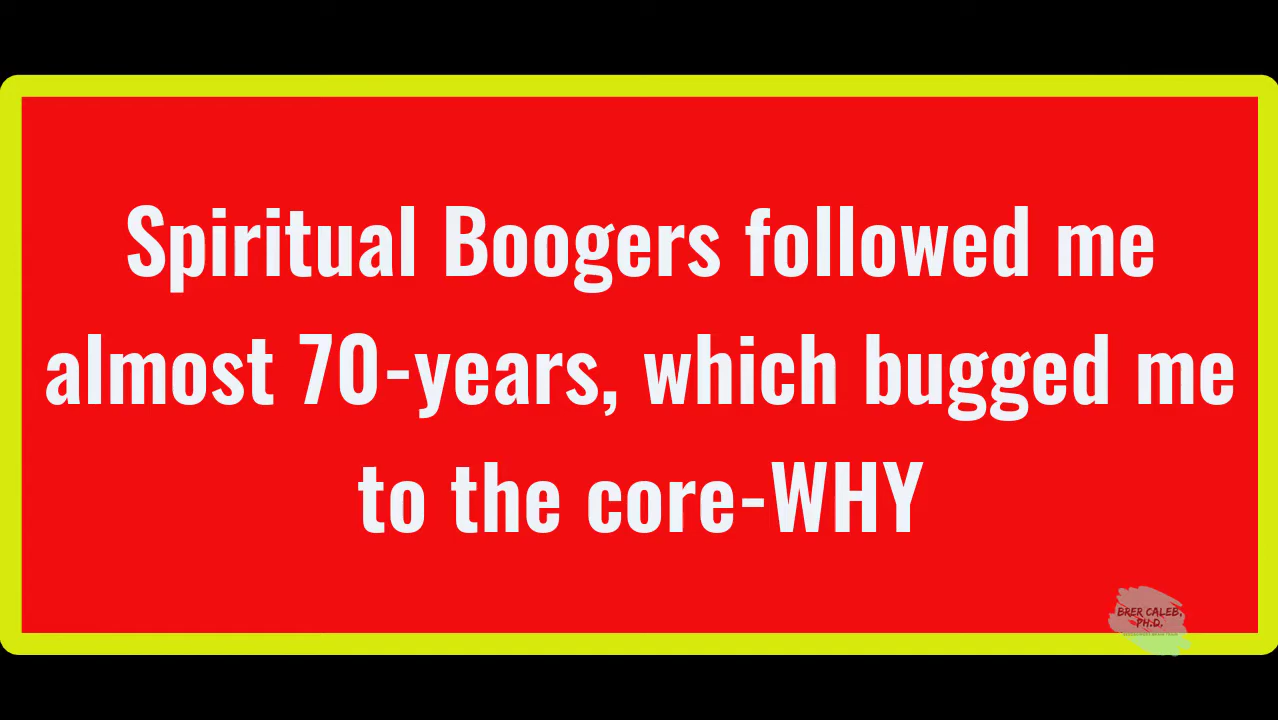 Spiritual Boogers followed me
almost 70-years, which bugged me
to the core-WHY
BRER CALEB,
PH.D.